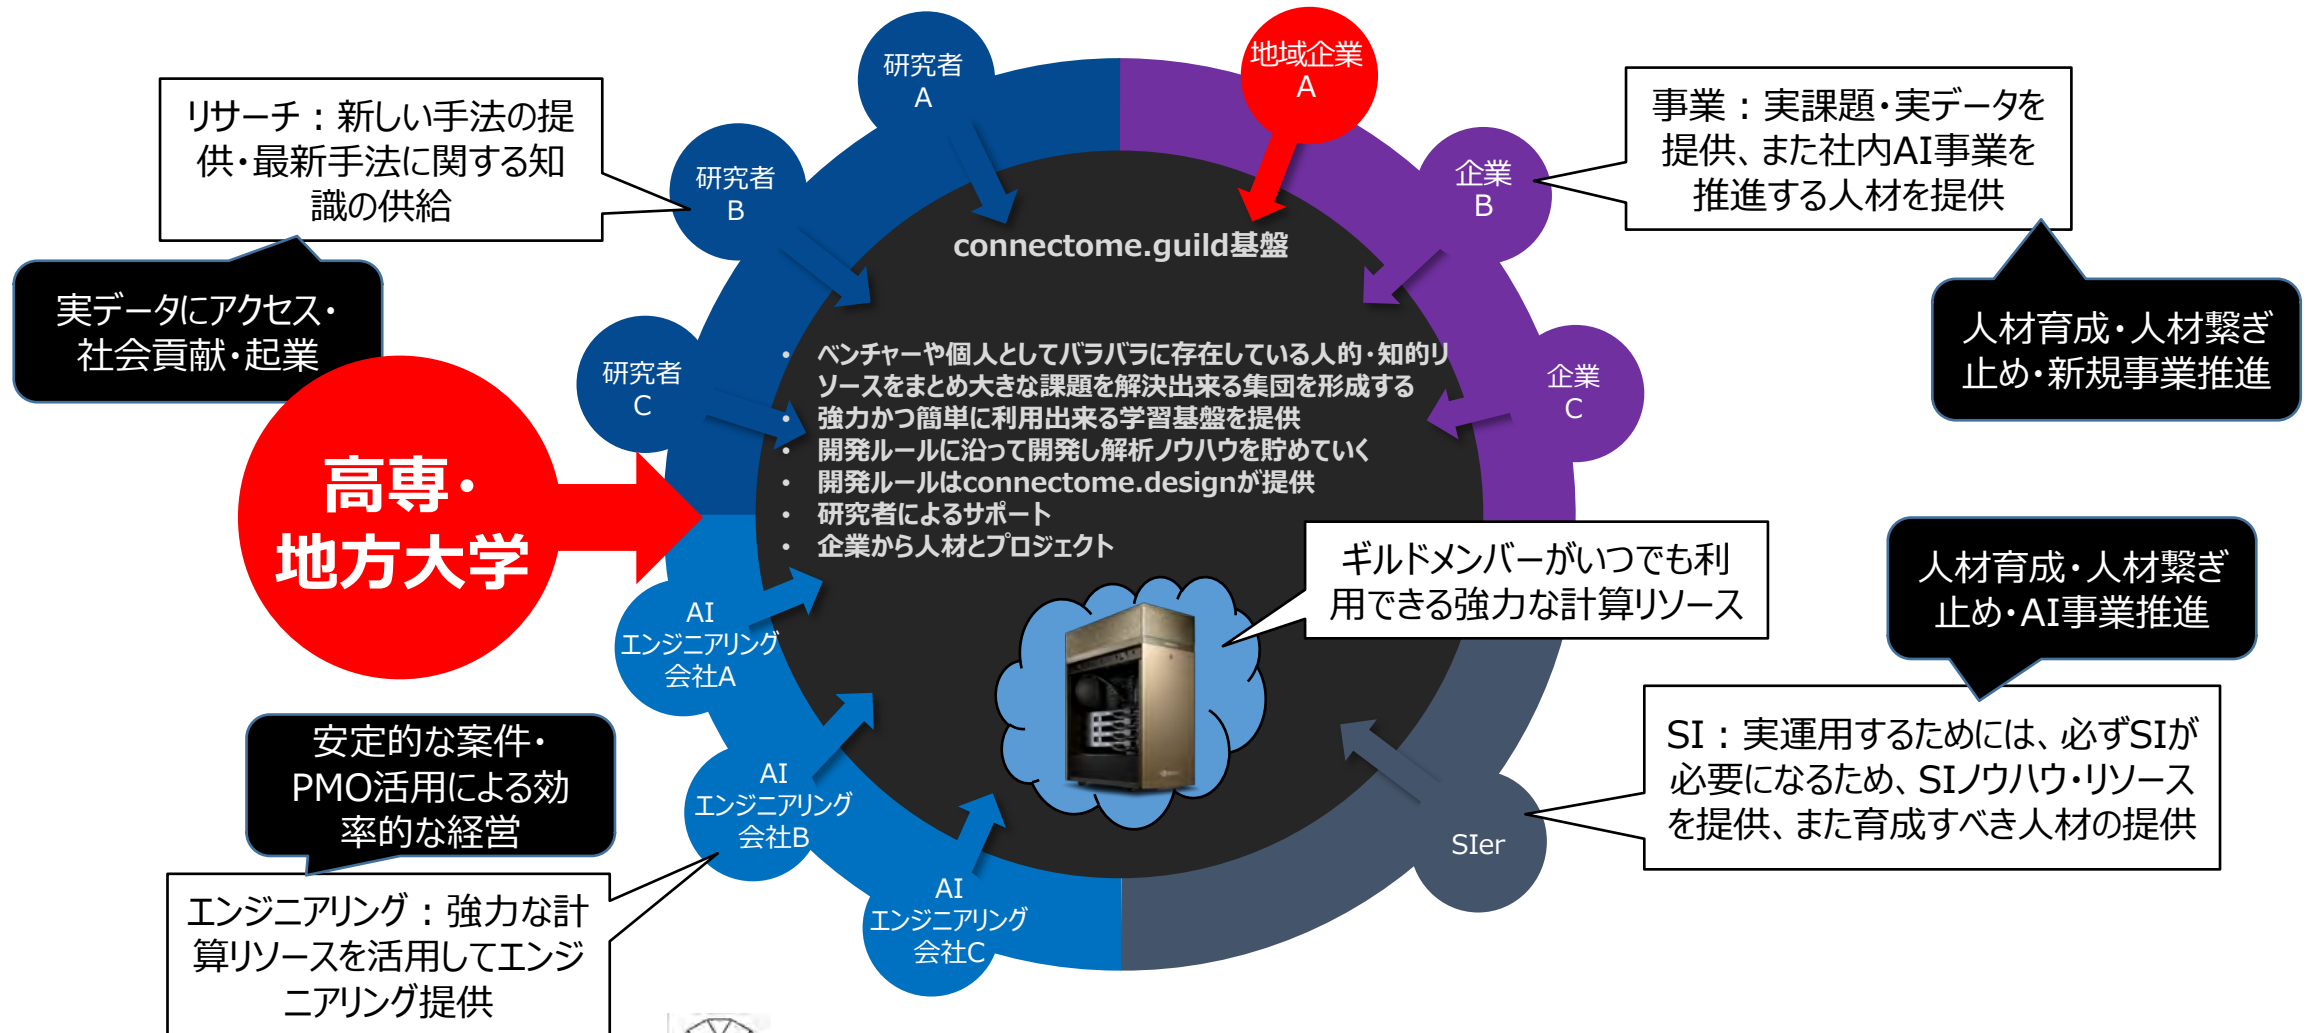 研究者
A
地域企業
A
リサーチ：新しい手法の提
供・最新手法に関する知
識の供給
研究者
B
企業
B
事業：実課題・実データを
提供、また社内AI事業を
推進する人材を提供
connectome.guild基盤
実データにアクセス・
社会貢献・起業
人材育成・人材繋ぎ
止め・新規事業推進
研究者
C
企業
C
• ベンチャーや個人としてバラバラに存在している人的・知的リ
ソースをまとめ大きな課題を解決出来る集団を形成する
• 強力かつ簡単に利用出来る学習基盤を提供
• 開発ルールに沿って開発し解析ノウハウを貯めていく
• 開発ルールはconnectome.designが提供
• 研究者によるサポート
• 企業から人材とプロジェクト
高専・
地方大学
ギルドメンバーがいつでも利
用できる強力な計算リソース
人材育成・人材繋ぎ
止め・AI事業推進
AI
エンジニアリング
会社A
安定的な案件・
PMO活用による効
率的な経営
AI
エンジニアリング
会社B
SI：実運用するためには、必ずSIが
必要になるため、SIノウハウ・リソース
を提供、また育成すべき人材の提供
SIer
エンジニアリング：強力な計
算リソースを活用してエンジ
ニアリング提供
AI
エンジニアリング
会社C